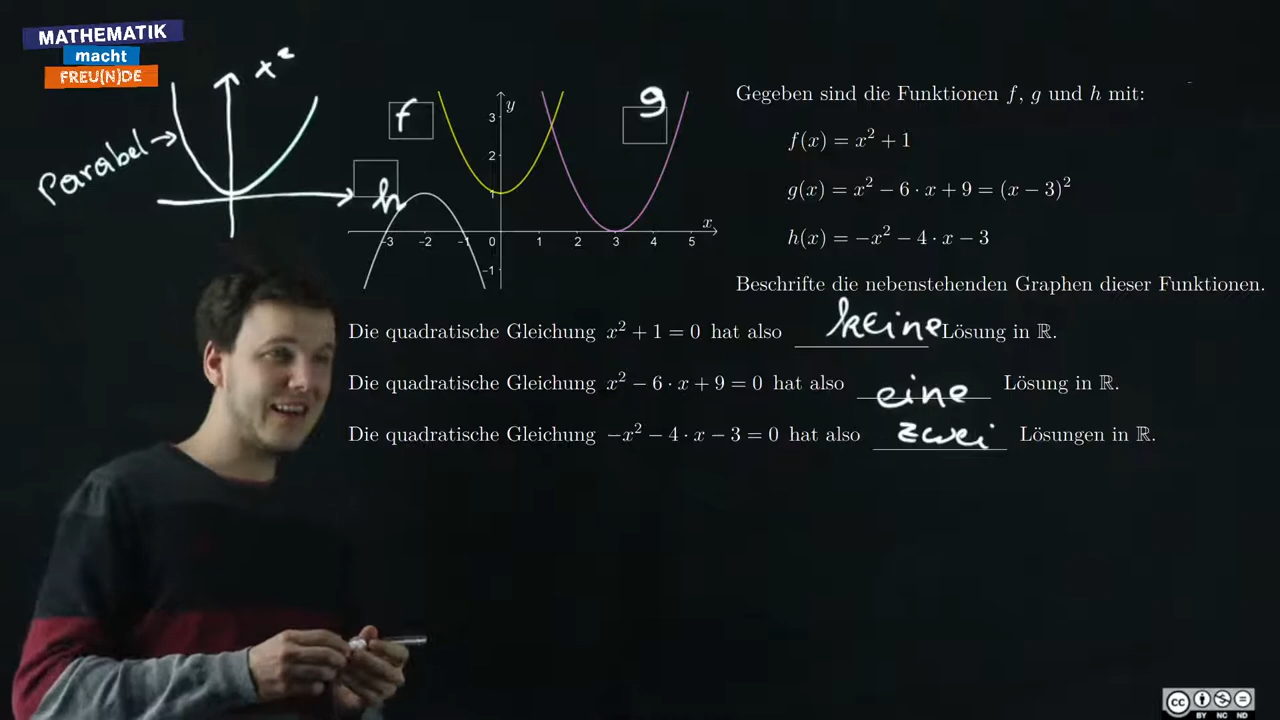 MATHEMATIK
macht
FREU(N)DE
x²
Parabel
f
g
h
y
x
3
2
1
-1
-3 -2 -1 0 1 2 3 4 5
Gegeben sind die Funktionen f, g und h mit:
f(x) = x² + 1
g(x) = x² − 6 · x + 9 = (x − 3)²
h(x) = −x² − 4 · x − 3
Beschrifte die nebenstehenden Graphen dieser Funktionen.
Die quadratische Gleichung x² + 1 = 0 hat also keine Lösung in ℝ.
Die quadratische Gleichung x² − 6 · x + 9 = 0 hat also eine Lösung in ℝ.
Die quadratische Gleichung −x² − 4 · x − 3 = 0 hat also zwei Lösungen in ℝ.
cc
BY NC ND